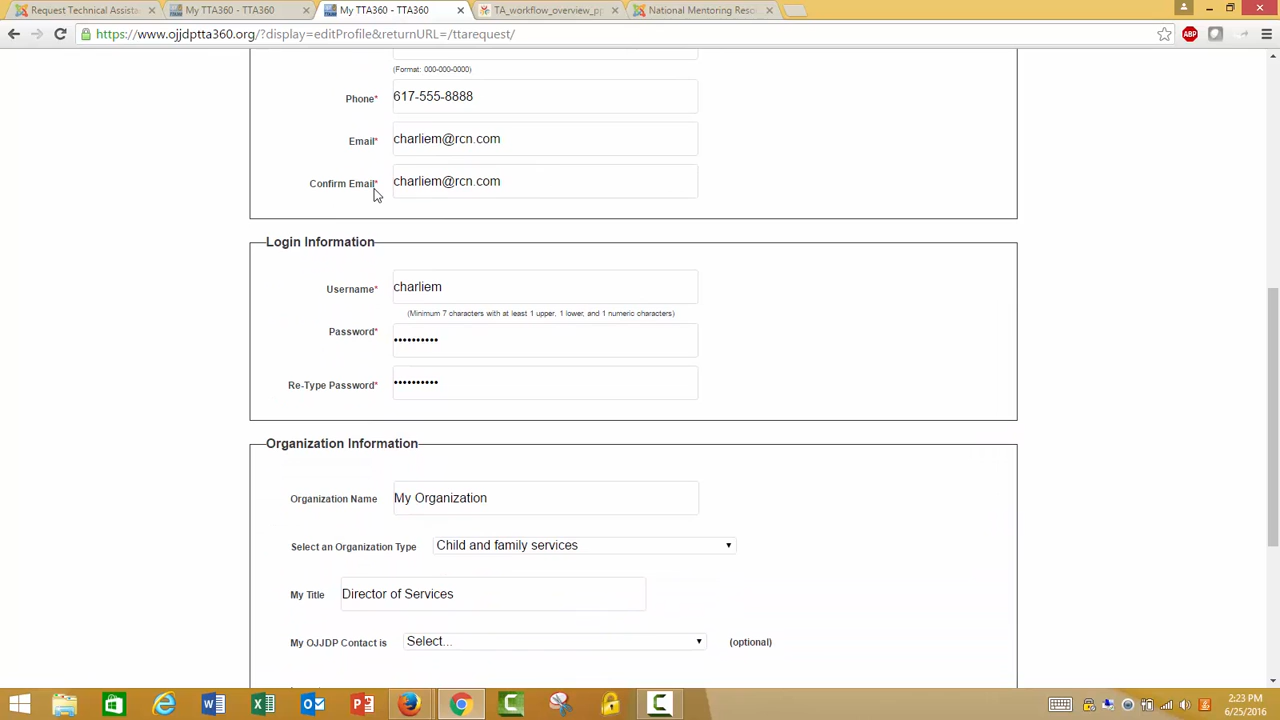 Request Technical Assista
My TTA360 - TTA360
My TTA360 - TTA360
TA_workflow_overview_pp
National Mentoring Reso
https://www.ojjdptta360.org/?display=editProfile&returnURL=/ttarequest/
ABP
(Format: 000-000-0000)
Phone* 617-555-8888
Email* charliem@rcn.com
Confirm Email* charliem@rcn.com
Login Information
Username* charliem
(Minimum 7 characters with at least 1 upper, 1 lower, and 1 numeric characters)
Password* ••••••••••
Re-Type Password* ••••••••••
Organization Information
Organization Name My Organization
Select an Organization Type Child and family services
My Title Director of Services
My OJJDP Contact is Select... (optional)
2:23 PM
6/25/2016